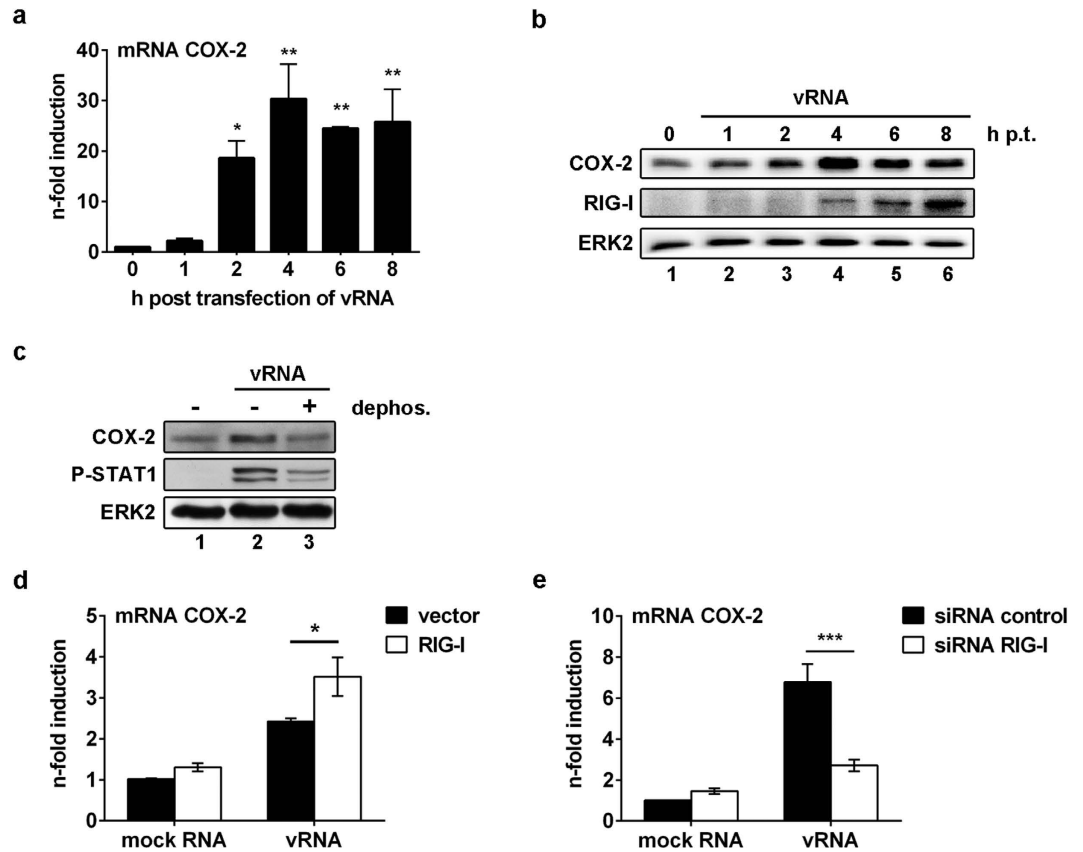 a
mRNA COX-2
n-fold induction
40
30
20
10
0
* ** ** **
0 1 2 4 6 8
h post transfection of vRNA
b
vRNA
0 1 2 4 6 8 h p.t.
COX-2
RIG-I
ERK2
1 2 3 4 5 6
c
vRNA
- - + dephos.
COX-2
P-STAT1
ERK2
1 2 3
d
mRNA COX-2
vector
RIG-I
n-fold induction
5
4
3
2
1
0
*
mock RNA vRNA
e
mRNA COX-2
siRNA control
siRNA RIG-I
n-fold induction
10
8
6
4
2
0
***
mock RNA vRNA